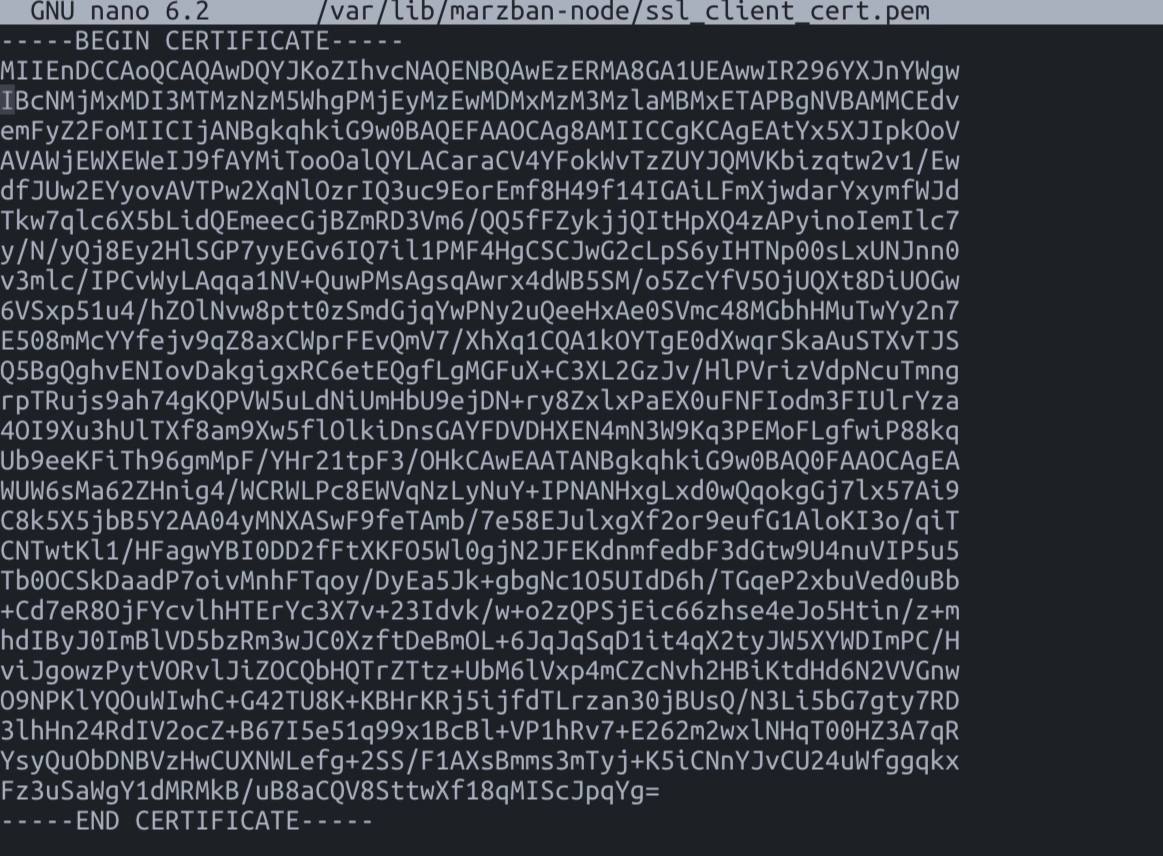 GNU nano 6.2 /var/lib/marzban-node/ssl_client_cert.pem
-----BEGIN CERTIFICATE-----
MIIEnDCCAoQCAQAwDQYJKoZIhvcNAQENBQAwEzERMA8GA1UEAwwIR296YXJnYWgw
IBcNMjMxMDI3MTMzNzM5WhgPMjEyMzEwMDMxMzM3MzlaMBMxETAPBgNVBAMMCEdv
emFyZ2FoMIICIjANBgkqhkiG9w0BAQEFAAOCAg8AMIICCgKCAgEAtYx5XJIpkOoV
AVAWjEWXEWeIJ9fAYMiTooOalQYLACaraCV4YFokWvTzZUYJQMVKbizqtw2v1/Ew
dfJUw2EYyovAVTPw2XqNlOzrIQ3uc9EorEmf8H49f14IGAiLFmXjwdarYxymfWJd
Tkw7qlc6X5bLidQEmeecGjBZmRD3Vm6/QQ5fFZykjjQItHpXQ4zAPyinoIemIlc7
y/N/yQj8Ey2HlSGP7yyEGv6IQ7il1PMF4HgCSCJwG2cLpS6yIHTNp00sLxUNJnn0
v3mlc/IPCvWyLAqqa1NV+QuwPMsAgsqAwrx4dWB5SM/o5ZcYfV5OjUQXt8DiUOGw
6VSxp51u4/hZOlNvw8ptt0zSmdGjqYwPNy2uQeeHxAe0SVmc48MGbhHMuTwYy2n7
E508mMcYYfejv9qZ8axCWprFEvQmV7/XhXq1CQA1kOYTgE0dXwqrSkaAuSTXvTJS
Q5BgQghvENIovDakgigxRC6etEQgfLgMGFuX+C3XL2GzJv/HlPVrizVdpNcuTmng
rpTRujs9ah74gKQPVW5uLdNiUmHbU9ejDN+ry8ZxlxPaEX0uFNFIodm3FIUlrYza
4OI9Xu3hUlTXf8am9Xw5flOlkiDnsGAYFDVDHXEN4mN3W9Kq3PEMoFLgfwiP88kq
Ub9eeKFiTh96gmMpF/YHr21tpF3/OHkCAwEAATANBgkqhkiG9w0BAQ0FAAOCAgEA
WUW6sMa62ZHnig4/WCRWLPc8EWVqNzLyNuY+IPNANHxgLxd0wQqokgGj7lx57Ai9
C8k5X5jbB5Y2AA04yMNXASwF9feTAmb/7e58EJulxgXf2or9eufG1AloKI3o/qiT
CNTwtKl1/HFagwYBI0DD2fFtXKFO5Wl0gjN2JFEKdnmfedbF3dGtw9U4nuVIP5u5
Tb0OCSkDaadP7oivMnhFTqoy/DyEa5Jk+gbgNc1O5UIdD6h/TGqeP2xbuVed0uBb
+Cd7eR8OjFYcvlhHTErYc3X7v+23Idvk/w+o2zQPSjEic66zhse4eJo5Htin/z+m
hdIByJ0ImBlVD5bzRm3wJC0XzftDeBmOL+6JqJqSqD1it4qX2tyJW5XYWDImPC/H
viJgowzPytVORvlJiZOCQbHQTrZTtz+UbM6lVxp4mCZcNvh2HBiKtdHd6N2VVGnw
O9NPKlYQOuWIwhC+G42TU8K+KBHrKRj5ijfdTLrzan30jBUsQ/N3Li5bG7gty7RD
3lhHn24RdIV2ocZ+B67I5e51q99x1BcBl+VP1hRv7+E262m2wxlNHqT00HZ3A7qR
YsyQuObDNBVzHwCUXNWLefg+2SS/F1AXsBmms3mTyj+K5iCNnYJvCU24uWfggqkx
Fz3uSaWgY1dMRMkB/uB8aCQV8SttwXf18qMIScJpqYg=
-----END CERTIFICATE-----